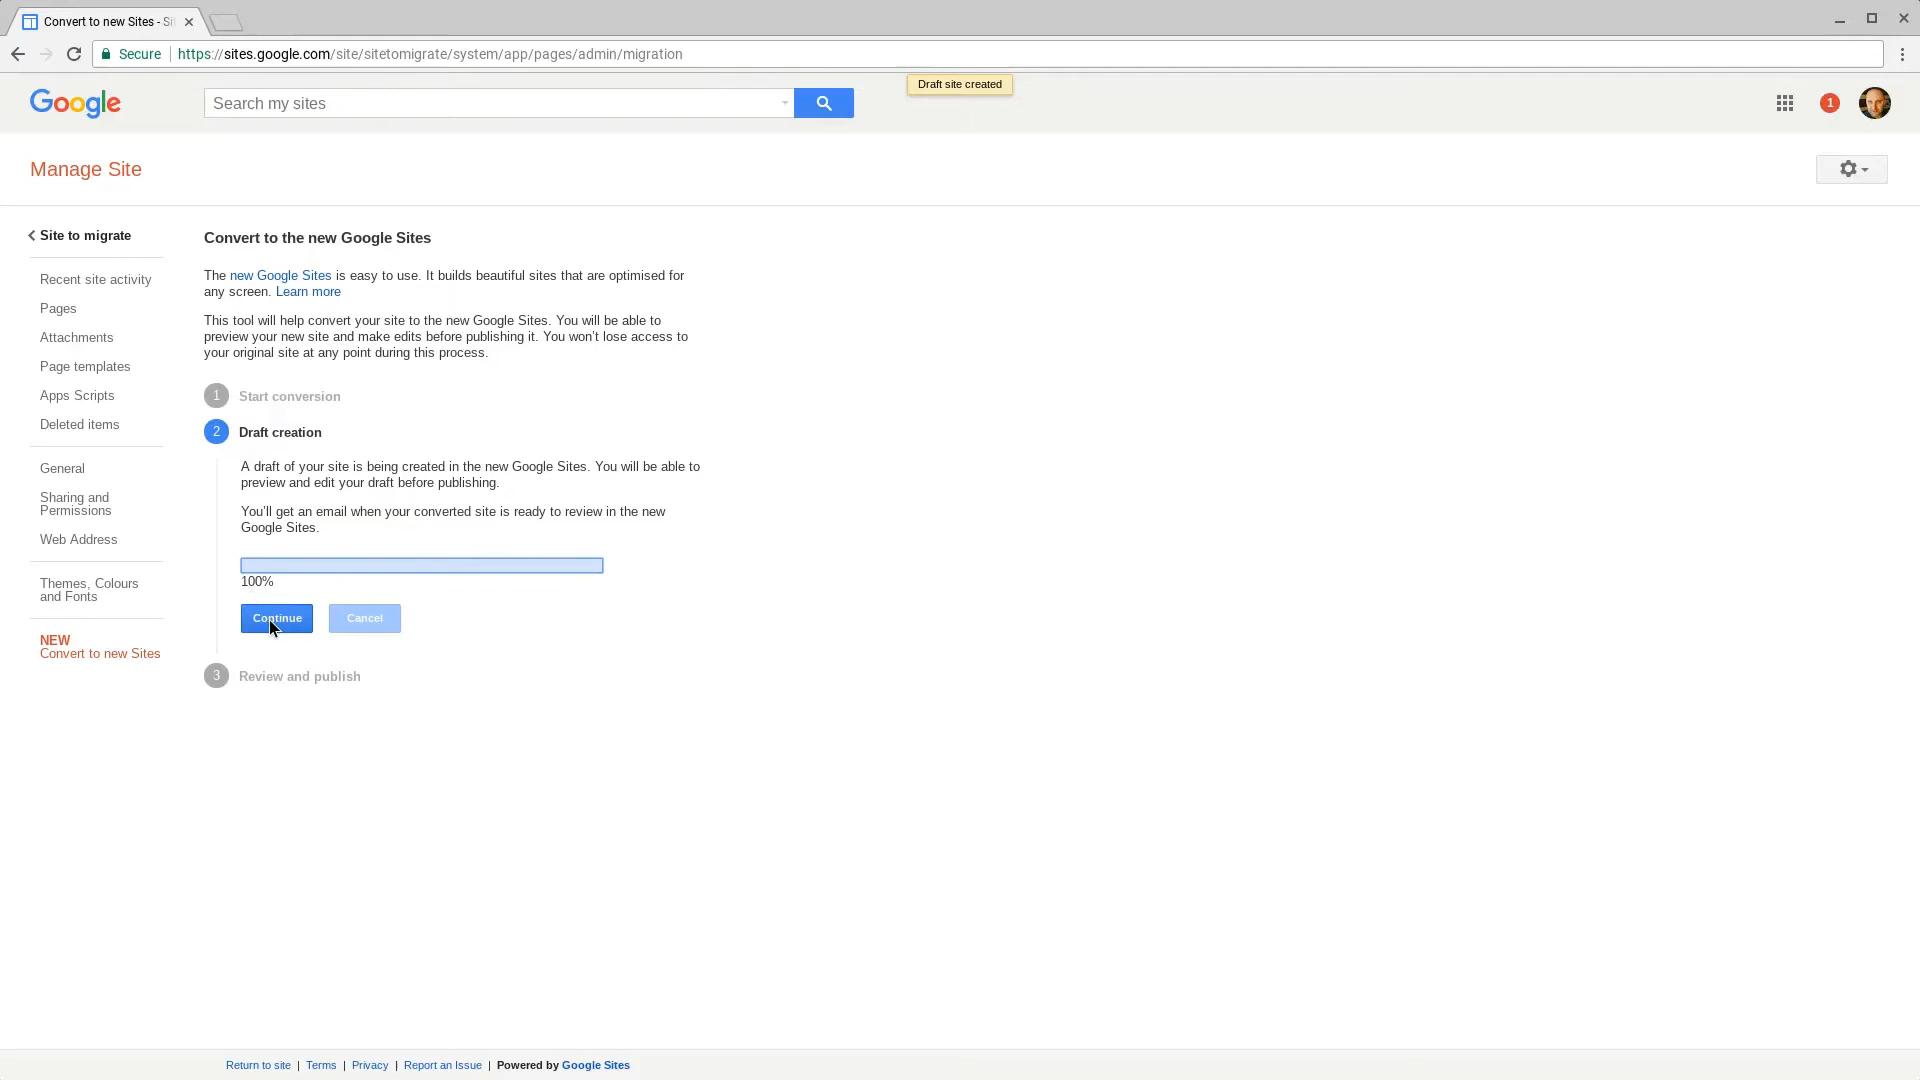 Convert to new Sites - Si
Secure
https://sites.google.com/site/sitetomigrate/system/app/pages/admin/migration
Draft site created
Google
Search my sites
1
Manage Site
Site to migrate
Recent site activity
Pages
Attachments
Page templates
Apps Scripts
Deleted items
General
Sharing and
Permissions
Web Address
Themes, Colours
and Fonts
NEW
Convert to new Sites
Convert to the new Google Sites
The new Google Sites is easy to use. It builds beautiful sites that are optimised for
any screen. Learn more
This tool will help convert your site to the new Google Sites. You will be able to
preview your new site and make edits before publishing it. You won't lose access to
your original site at any point during this process.
1 Start conversion
2 Draft creation
A draft of your site is being created in the new Google Sites. You will be able to
preview and edit your draft before publishing.
You'll get an email when your converted site is ready to review in the new
Google Sites.
100%
Continue Cancel
3 Review and publish
Return to site | Terms | Privacy | Report an Issue | Powered by Google Sites